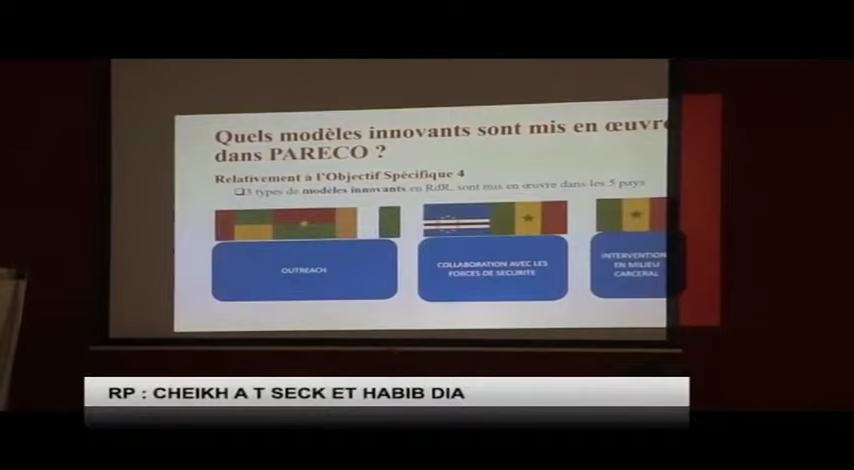 Quels modèles innovants sont mis en œuvre
dans PARECO ?
Relativement à l'Objectif Spécifique 4
❑3 types de modèles innovants en RdR sont mis en œuvre dans les 5 pays
OUTREACH
COLLABORATION AVEC LES
FORCES DE SECURITE
INTERVENTION
EN MILIEU
CARCERAL
RP : CHEIKH A T SECK ET HABIB DIA